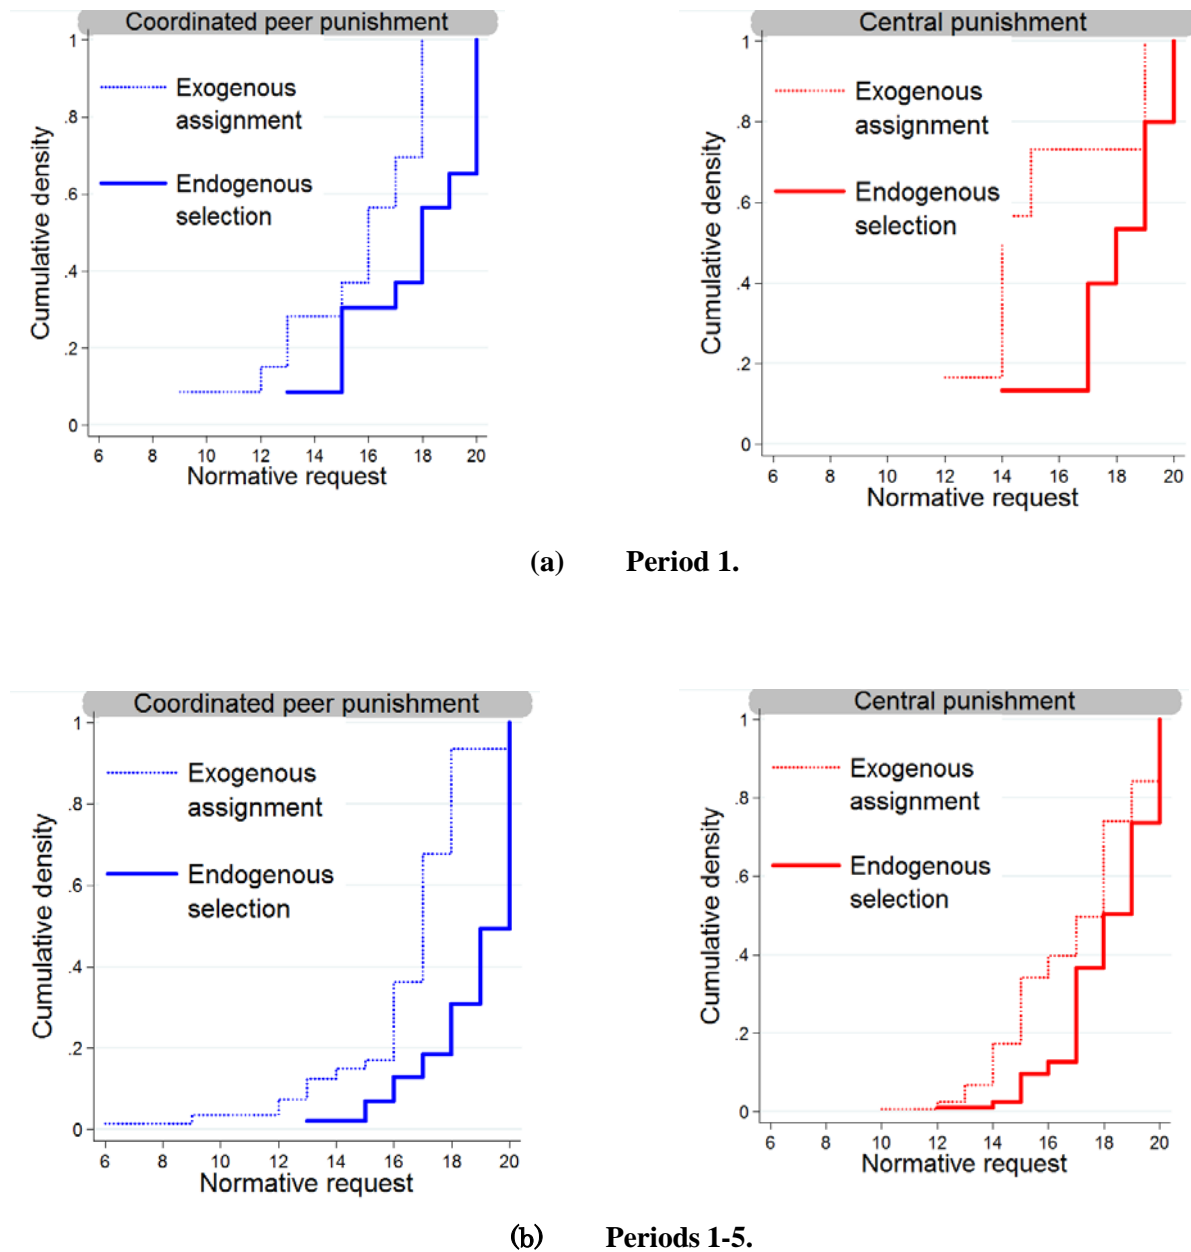 Coordinated peer punishment
1
.8
.6
.4
.2
0
Cumulative density
Exogenous
assignment
Endogenous
selection
6 8 10 12 14 16 18 20
Normative request
Central punishment
1
.8
.6
.4
.2
0
Cumulative density
Exogenous
assignment
Endogenous
selection
6 8 10 12 14 16 18 20
Normative request
(a) Period 1.
Coordinated peer punishment
1
.8
.6
.4
.2
0
Cumulative density
Exogenous
assignment
Endogenous
selection
6 8 10 12 14 16 18 20
Normative request
Central punishment
1
.8
.6
.4
.2
0
Cumulative density
Exogenous
assignment
Endogenous
selection
6 8 10 12 14 16 18 20
Normative request
(b) Periods 1-5.